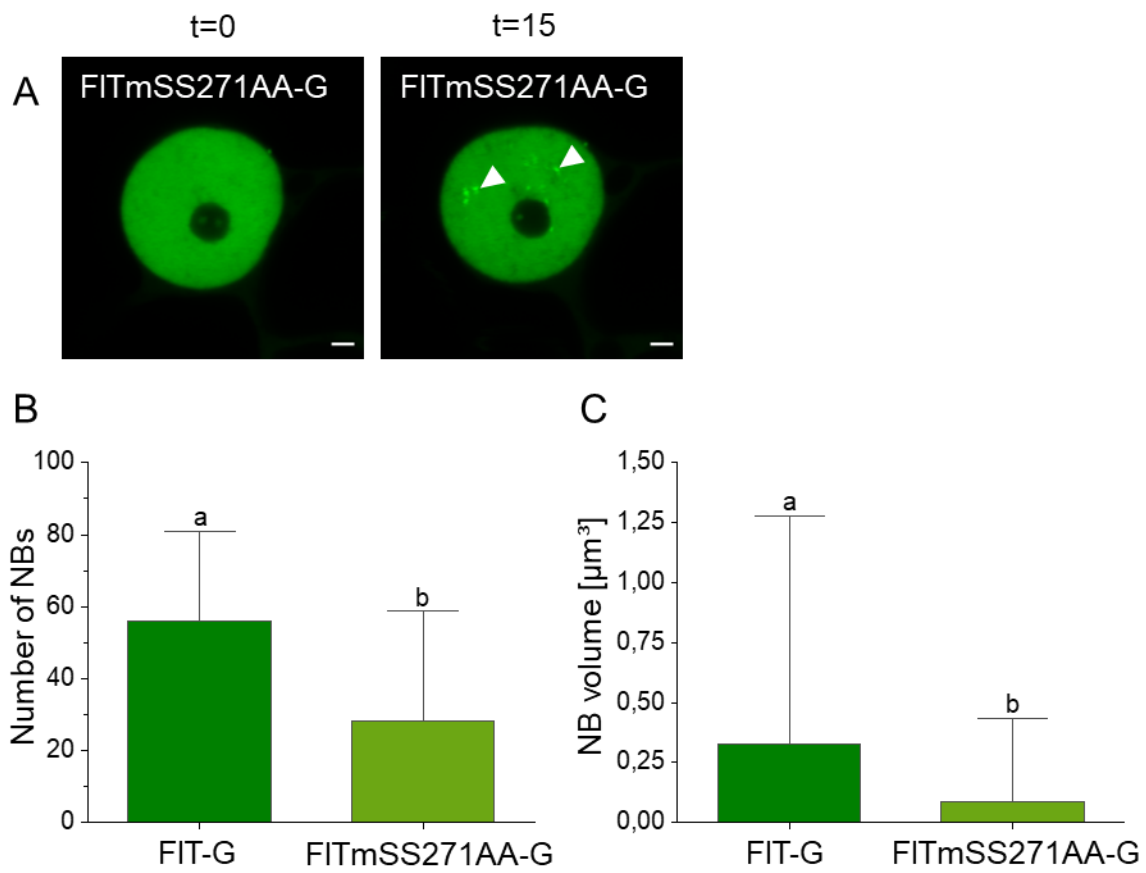 t=0 t=15
A
FITmSS271AA-G FITmSS271AA-G
B
100
80
60
40
20
0
Number of NBs
a
b
FIT-G FITmSS271AA-G
C
1,50
1,25
1,00
0,75
0,50
0,25
0,00
NB volume [µm³]
a
b
FIT-G FITmSS271AA-G